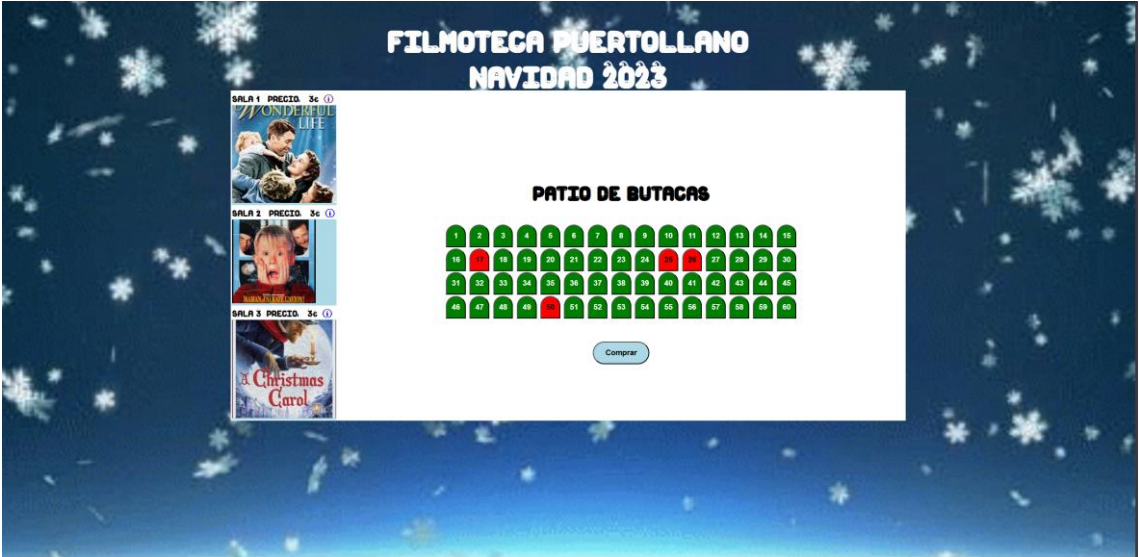 FILMOTECA PUERTOLLANO
NAVIDAD 2023
SALA 1 PRECIO. 3€ i
WONDERFUL
LIFE
SALA 2 PRECIO. 3€ i
SALA 3 PRECIO. 3€ i
A Christmas
Carol
PATIO DE BUTACAS
1 2 3 4 5 6 7 8 9 10 11 12 13 14 15
16 17 18 19 20 21 22 23 24 25 26 27 28 29 30
31 32 33 34 35 36 37 38 39 40 41 42 43 44 45
46 47 48 49 50 51 52 53 54 55 56 57 58 59 60
Comprar